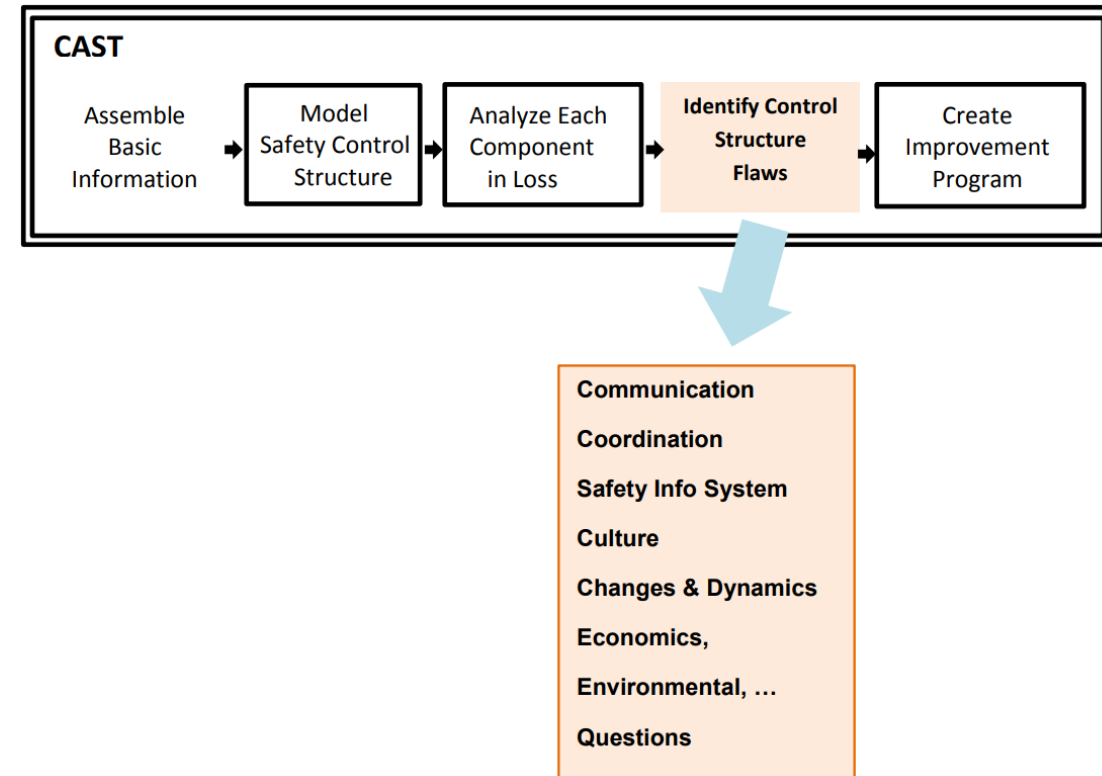 CAST
Assemble
Basic
Information
Model
Safety Control
Structure
Analyze Each
Component
in Loss
Identify Control
Structure
Flaws
Create
Improvement
Program
Communication
Coordination
Safety Info System
Culture
Changes & Dynamics
Economics,
Environmental, …
Questions